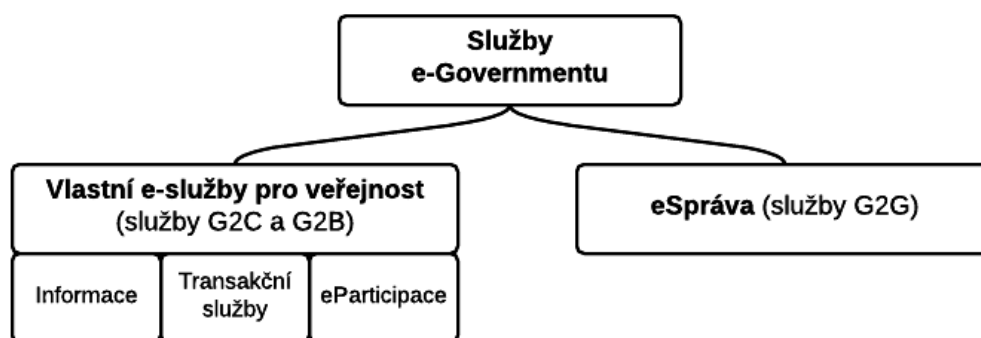 Služby
e-Governmentu
Vlastní e-služby pro veřejnost
(služby G2C a G2B)
eSpráva (služby G2G)
Informace
Transakční
služby
eParticipace